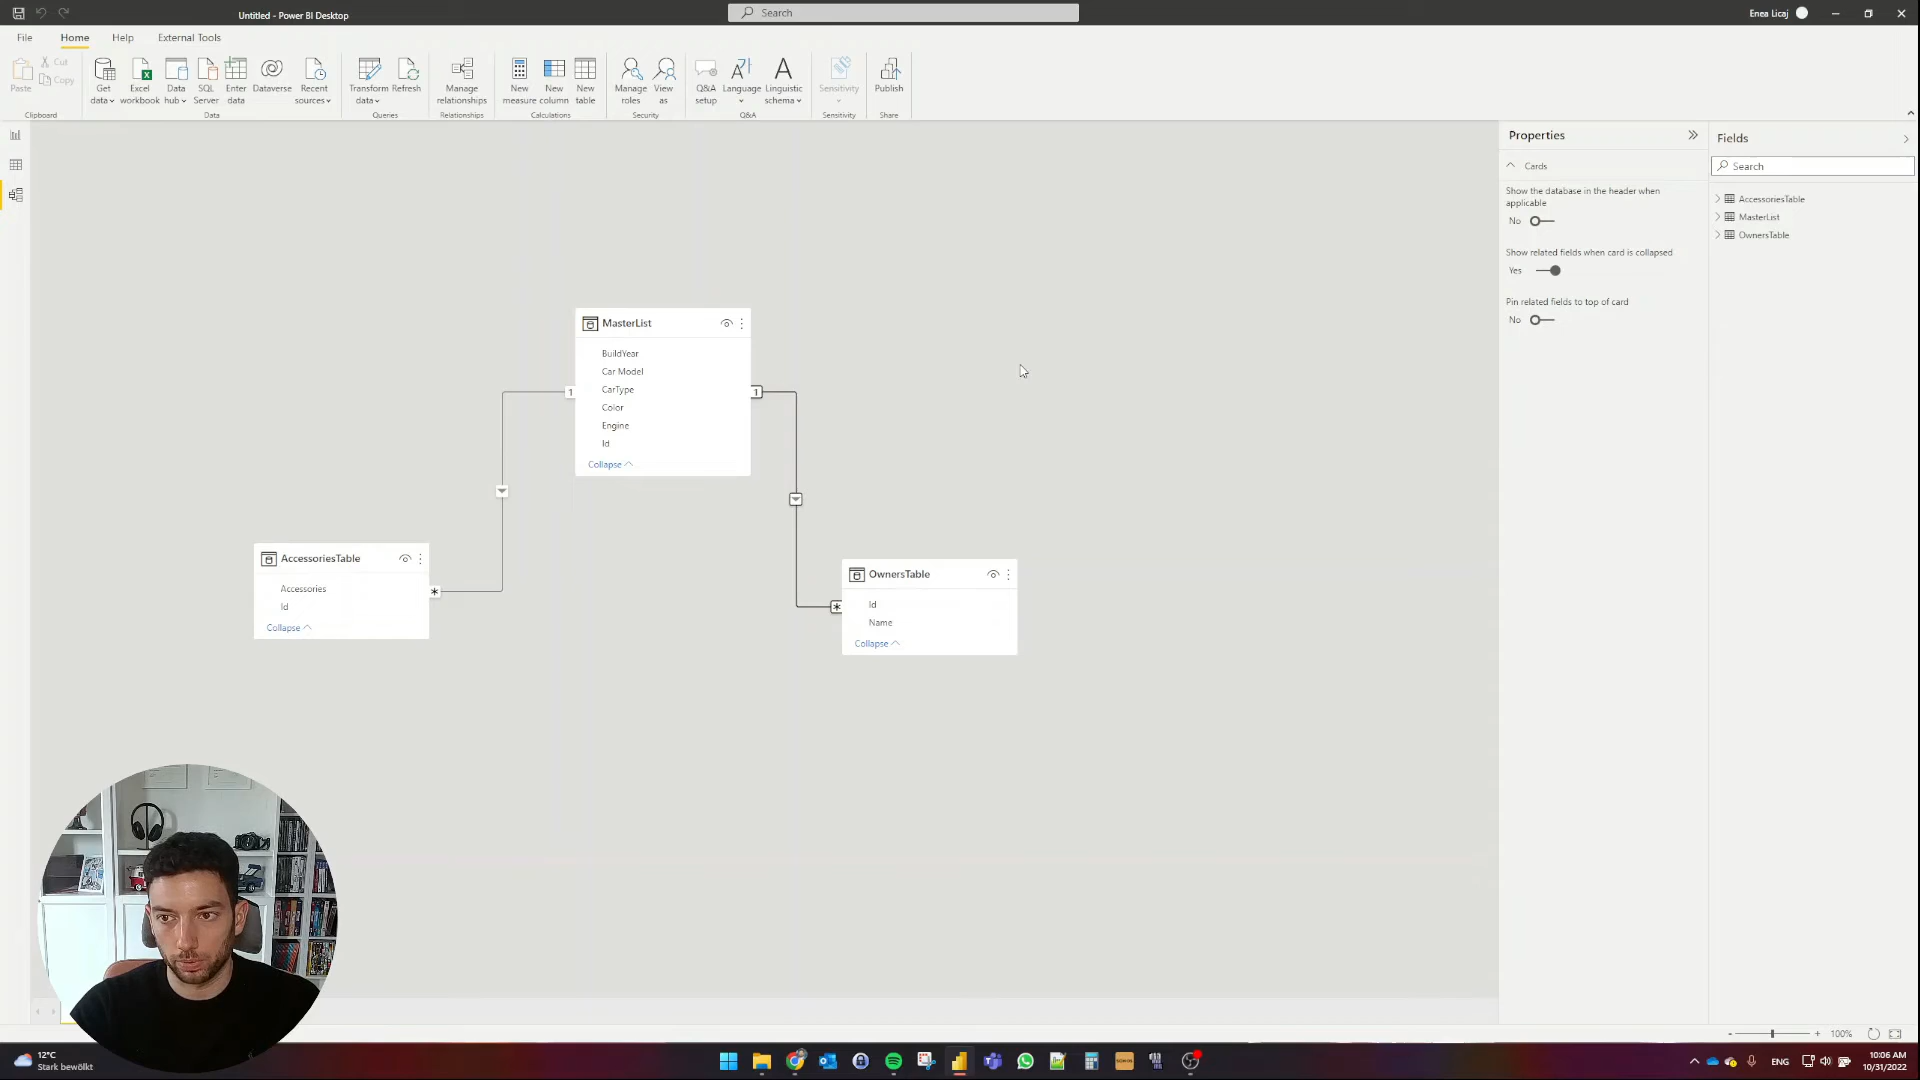 Untitled - Power BI Desktop
Search
Enea Licaj
File
Home
Help
External Tools
Paste
Cut
Copy
Get data
Excel workbook
Data hub
SQL Server
Enter data
Dataverse
Recent sources
Transform data
Refresh
Manage relationships
New measure
New column
New table
Manage roles
View as
Q&A setup
Language
Linguistic schema
Sensitivity
Publish
Clipboard
Data
Queries
Relationships
Calculations
Security
Q&A
Sensitivity
Share
MasterList
BuildYear
Car Model
CarType
Color
Engine
Id
Collapse
1
1
AccessoriesTable
Accessories
Id
Collapse
*
OwnersTable
Id
Name
Collapse
*
Properties
Cards
Show the database in the header when
applicable
No
Show related fields when card is collapsed
Yes
Pin related fields to top of card
No
Fields
Search
AccessoriesTable
MasterList
OwnersTable
- + 100%
12°C
Stark bewölkt
ENG
10:06 AM
10/31/2022